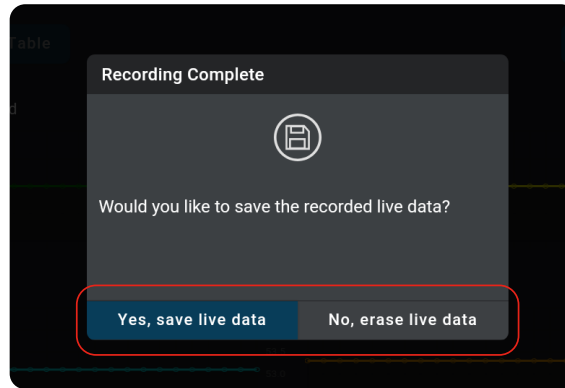 Table
Recording Complete
Would you like to save the recorded live data?
Yes, save live data
No, erase live data